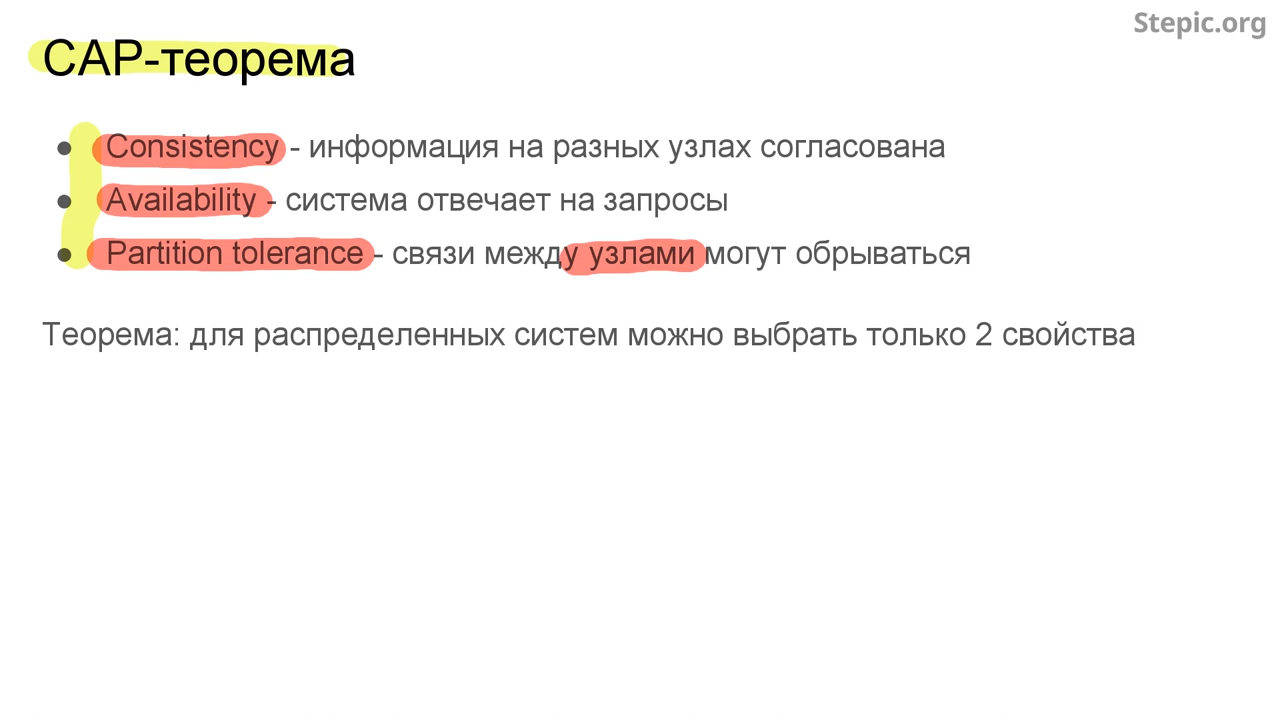 Stepic.org
CAP-теорема
● Consistency - информация на разных узлах согласована
● Availability - система отвечает на запросы
● Partition tolerance - связи между узлами могут обрываться
Теорема: для распределенных систем можно выбрать только 2 свойства